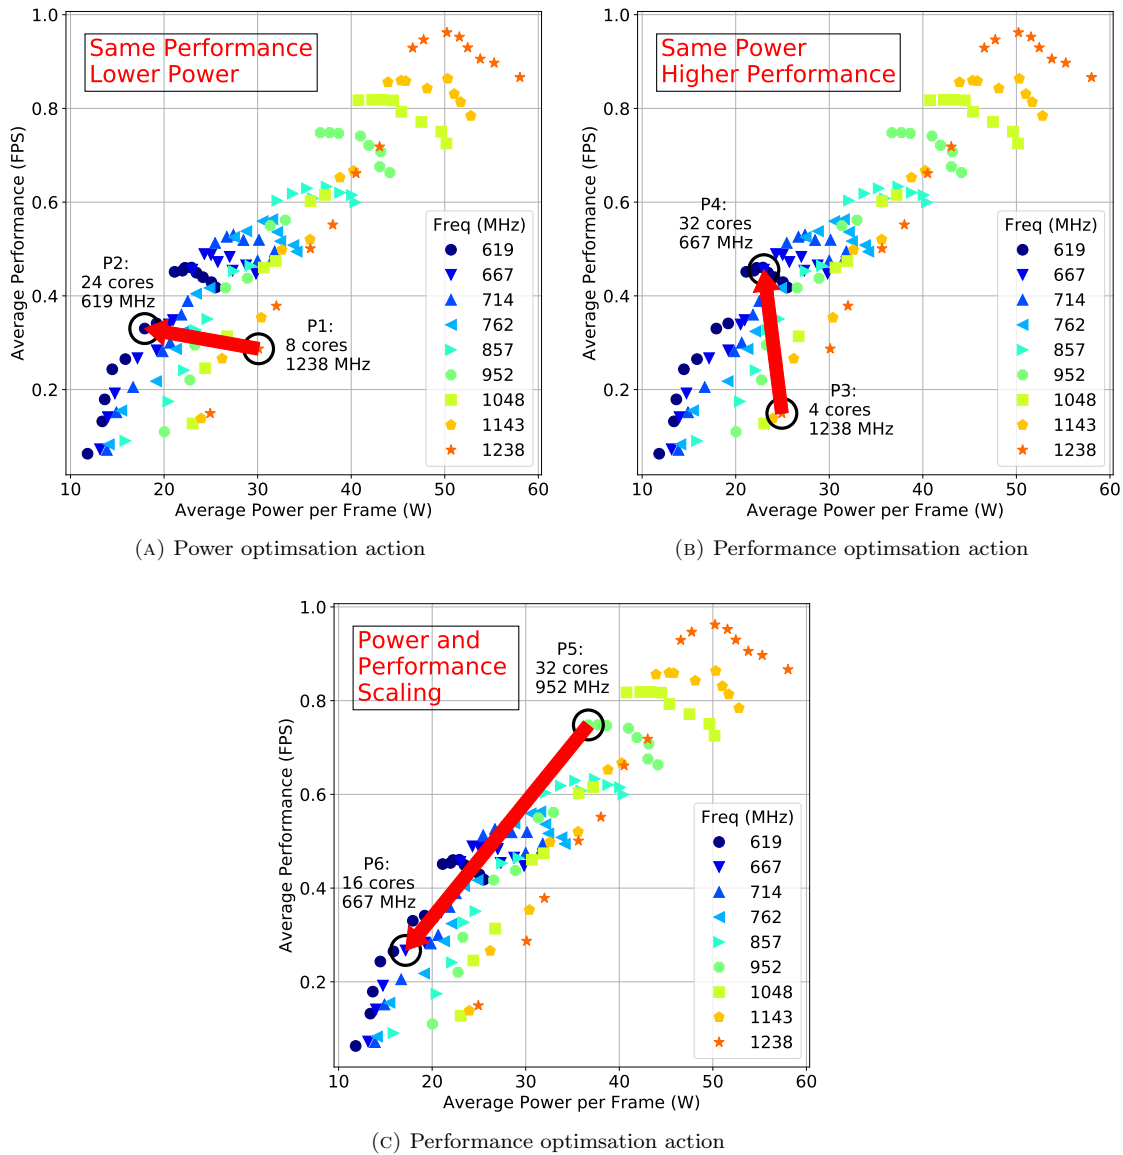 Same Performance
Lower Power
P2:
24 cores
619 MHz
P1:
8 cores
1238 MHz
Freq (MHz)
619
667
714
762
857
952
1048
1143
1238
1.0
0.8
0.6
0.4
0.2
10 20 30 40 50 60
Average Performance (FPS)
Average Power per Frame (W)
(A) Power optimsation action
Same Power
Higher Performance
P4:
32 cores
667 MHz
P3:
4 cores
1238 MHz
Freq (MHz)
619
667
714
762
857
952
1048
1143
1238
1.0
0.8
0.6
0.4
0.2
10 20 30 40 50 60
Average Performance (FPS)
Average Power per Frame (W)
(B) Performance optimsation action
Power and
Performance
Scaling
P5:
32 cores
952 MHz
P6:
16 cores
667 MHz
Freq (MHz)
619
667
714
762
857
952
1048
1143
1238
1.0
0.8
0.6
0.4
0.2
10 20 30 40 50 60
Average Performance (FPS)
Average Power per Frame (W)
(C) Performance optimsation action